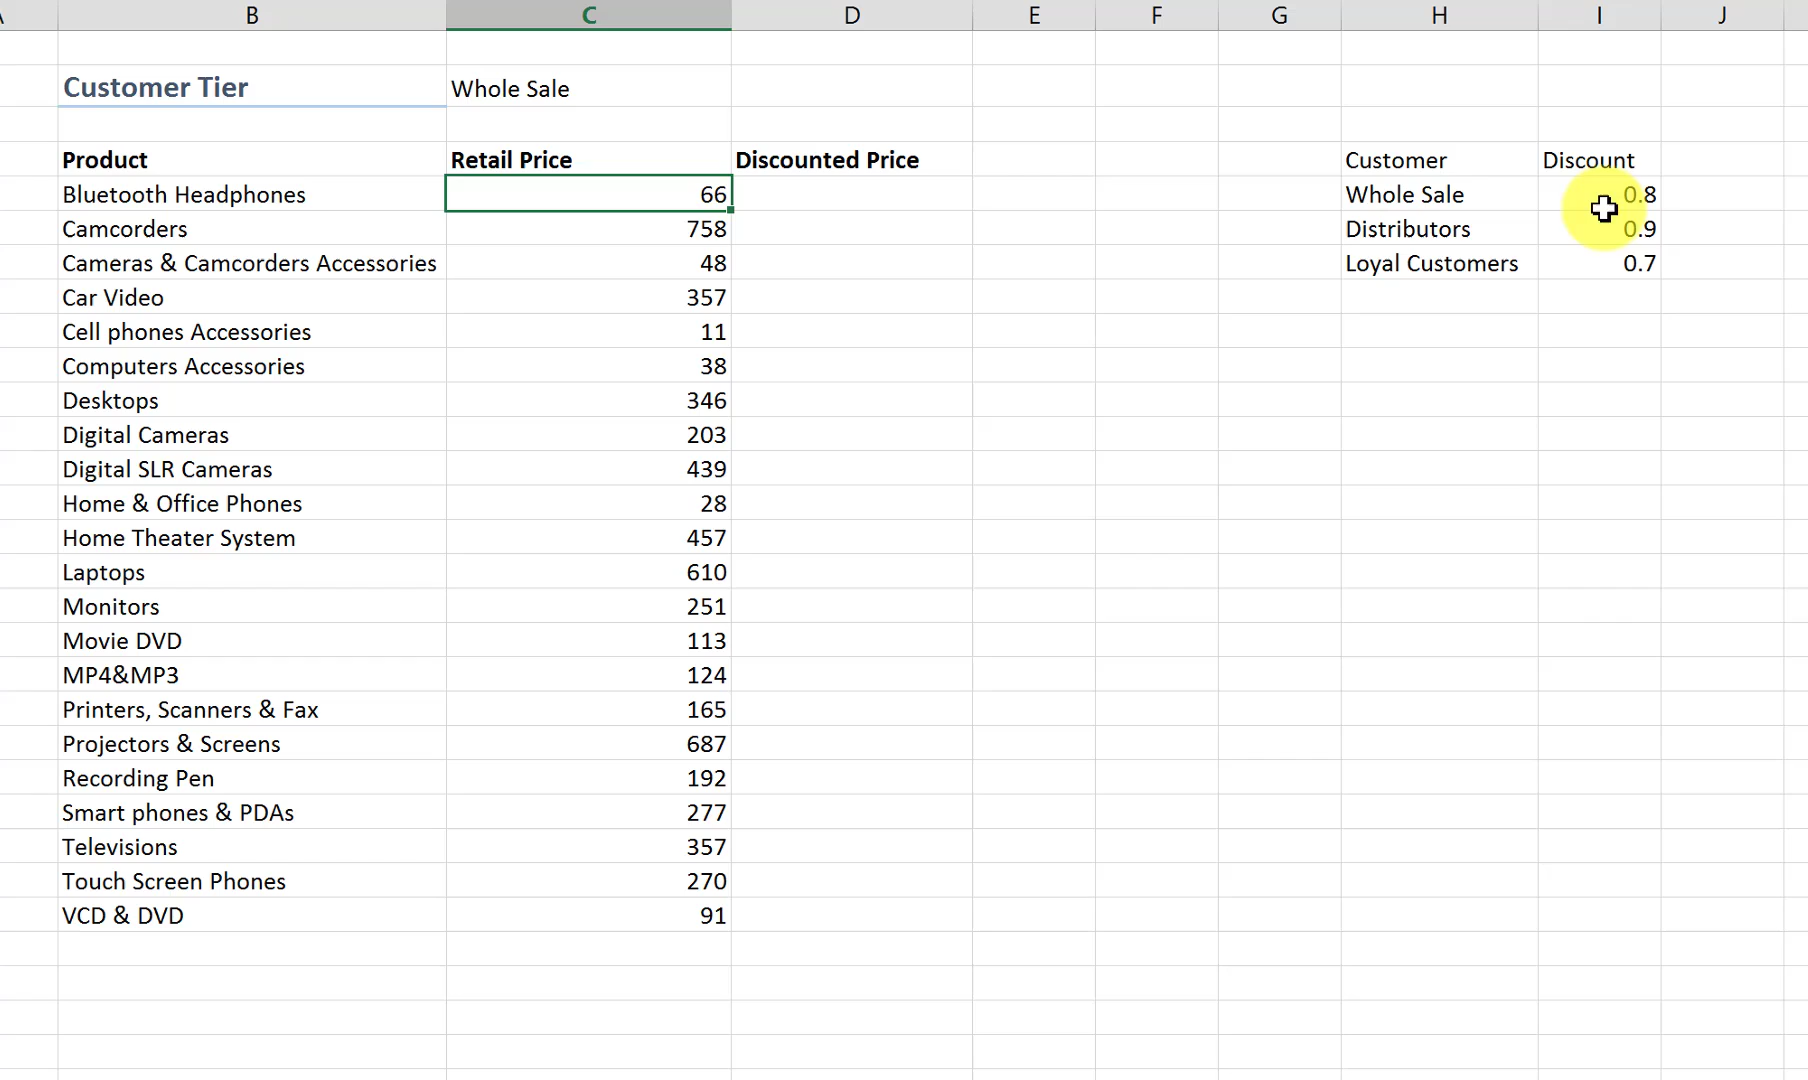 A B C D E F G H I J
Customer Tier Whole Sale
Product Retail Price Discounted Price Customer Discount
Bluetooth Headphones 66 Whole Sale 0.8
Camcorders 758 Distributors 0.9
Cameras & Camcorders Accessories 48 Loyal Customers 0.7
Car Video 357
Cell phones Accessories 11
Computers Accessories 38
Desktops 346
Digital Cameras 203
Digital SLR Cameras 439
Home & Office Phones 28
Home Theater System 457
Laptops 610
Monitors 251
Movie DVD 113
MP4&MP3 124
Printers, Scanners & Fax 165
Projectors & Screens 687
Recording Pen 192
Smart phones & PDAs 277
Televisions 357
Touch Screen Phones 270
VCD & DVD 91